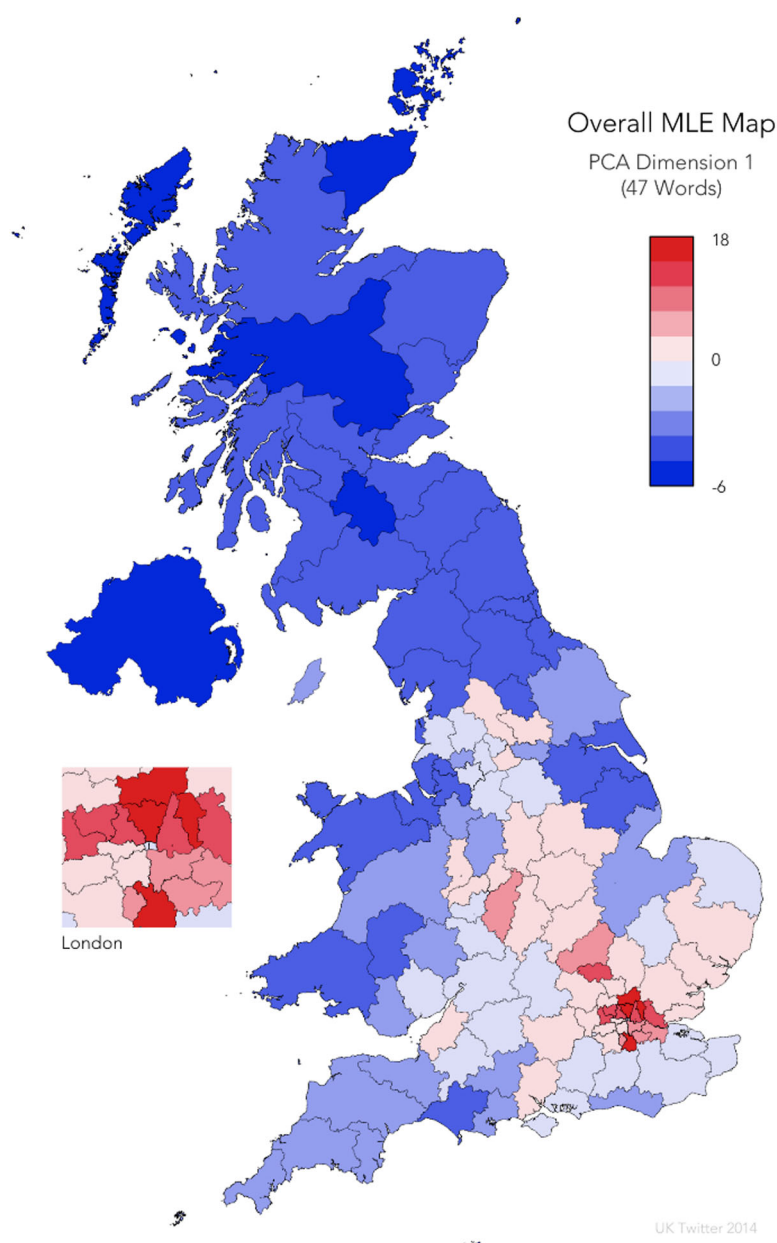 Overall MLE Map
PCA Dimension 1
(47 Words)
18
0
-6
London
UK Twitter 2014